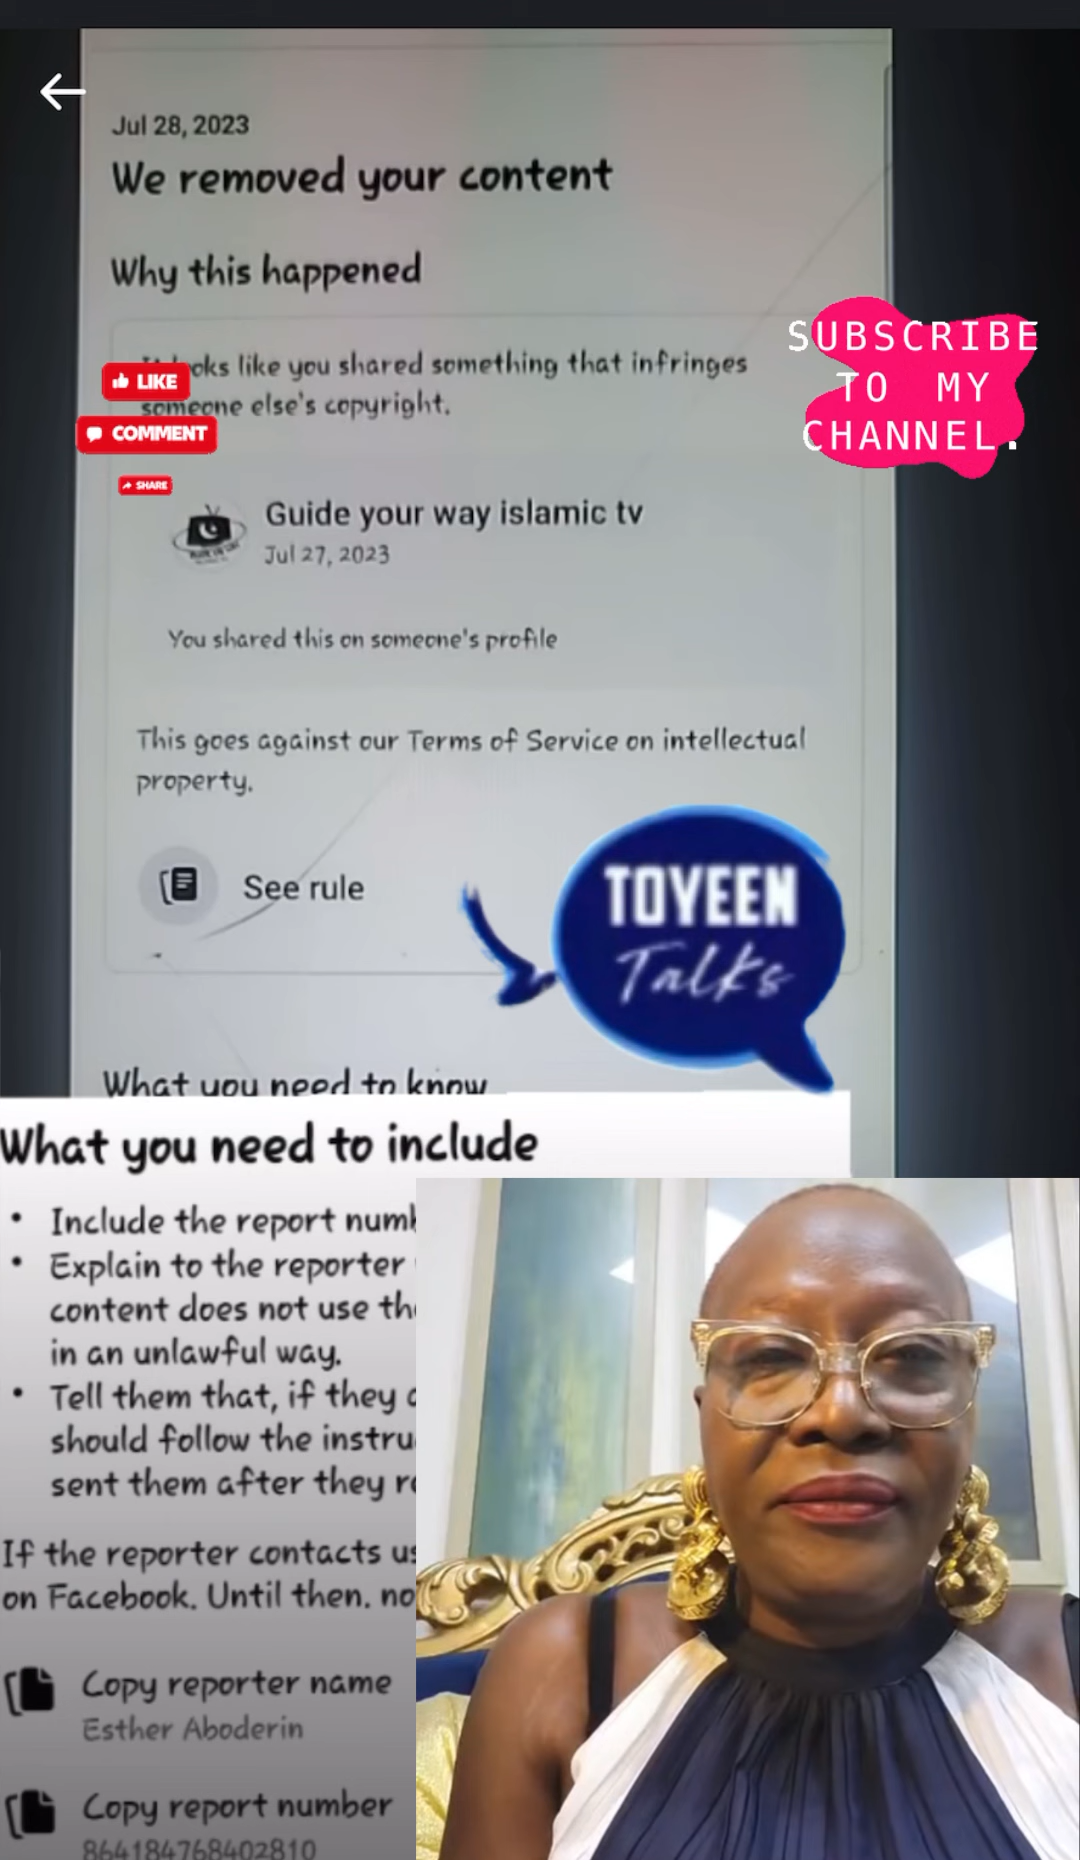 Jul 28, 2023
We removed your content
Why this happened
like you shared something that infringes
someone else's copyright.
LIKE
COMMENT
SHARE
SUBSCRIBE
TO MY
CHANNEL.
Guide your way islamic tv
Jul 27, 2023
You shared this on someone's profile
This goes against our Terms of Service on intellectual
property.
See rule
TOYEEN
Talks
What you need to know
What you need to include
Include the report
Explain to the reporter
content does not use
in an unlawful way.
Tell them that, if they
should follow the
sent them after they
If the reporter contacts
on Facebook. Until then,
Copy reporter name
Esther Aboderin
Copy report number
864184768402810